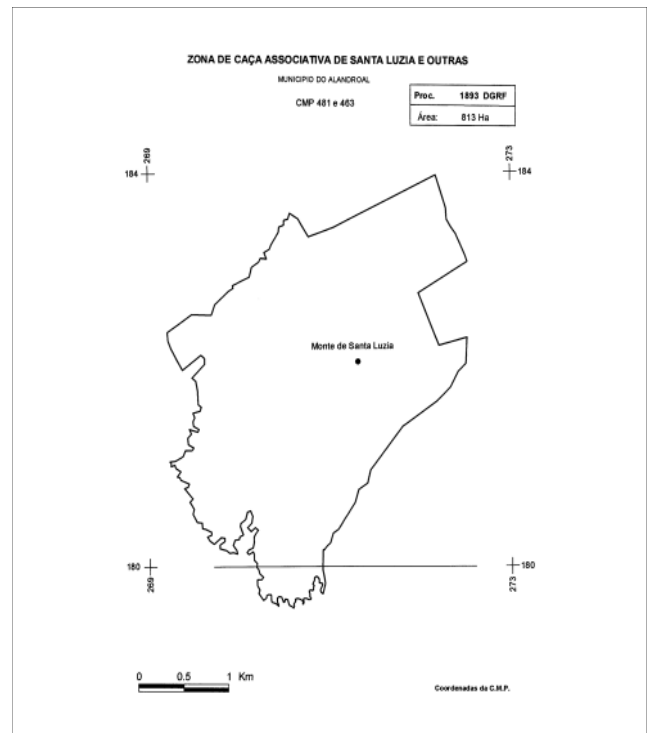 ZONA DE CAÇA ASSOCIATIVA DE SANTA LUZIA E OUTRAS
MUNICIPIO DO ALANDROAL
CMP 481 e 463
Proc. 1893 DGRF
Área: 813 Ha
269
184
273
184
Monte de Santa Luzia
180
269
180
273
0 0.5 1 Km
Coordenadas da C.M.P.